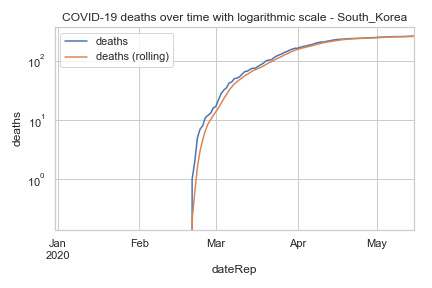 COVID-19 deaths over time with logarithmic scale - South_Korea
deaths
deaths (rolling)
10²
10¹
10⁰
deaths
Jan
2020
Feb
Mar
Apr
May
dateRep